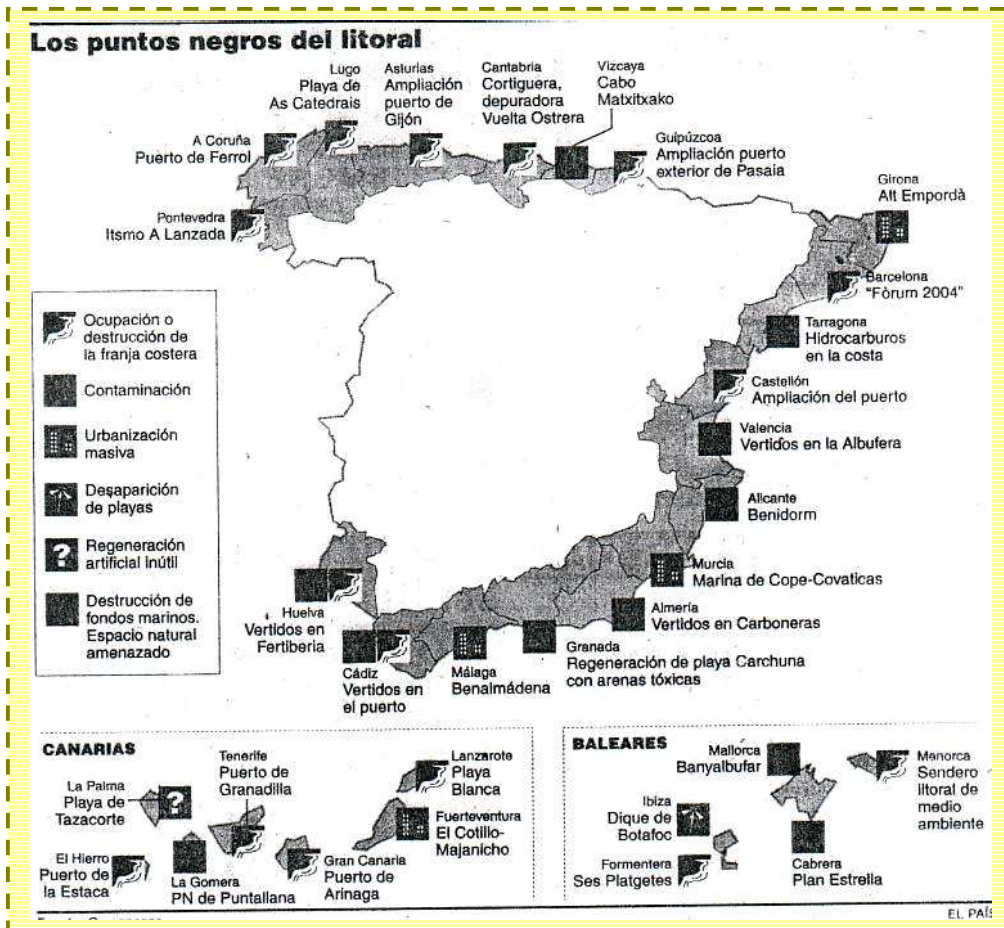 Los puntos negros del litoral
Lugo
Playa de
As Catedrais
Asturias
Ampliación
puerto de
Gijón
Cantabria
Cortiguera,
depuradora
Vuelta Ostrera
Vizcaya
Cabo
Matxitxako
A Coruña
Puerto de Ferrol
Guipúzcoa
Ampliación puerto
exterior de Pasaia
Girona
Alt Empordà
Pontevedra
Itsmo A Lanzada
Barcelona
"Fòrum 2004"
Tarragona
Hidrocarburos
en la costa
Castellón
Ampliación del puerto
Valencia
Vertidos en la Albufera
Alicante
Benidorm
Murcia
Marina de Cope-Covaticas
Almería
Vertidos en Carboneras
Granada
Regeneración de playa Carchuna
con arenas tóxicas
Málaga
Benalmádena
Cádiz
Vertidos en
el puerto
Huelva
Vertidos en
Fertiberia
Ocupación o
destrucción de
la franja costera
Contaminación
Urbanización
masiva
Desaparición
de playas
?
Regeneración
artificial inútil
Destrucción de
fondos marinos.
Espacio natural
amenazado
CANARIAS
La Palma
Playa de
Tazacorte
?
Tenerife
Puerto de
Granadilla
Lanzarote
Playa
Blanca
Fuerteventura
El Cotillo-
Majanicho
El Hierro
Puerto de
la Estaca
La Gomera
PN de Puntallana
Gran Canaria
Puerto de
Arinaga
BALEARES
Mallorca
Banyalbufar
Menorca
Sendero
litoral de
medio
ambiente
Ibiza
Dique de
Botafoc
Formentera
Ses Platgetes
Cabrera
Plan Estrella
EL PAÍS